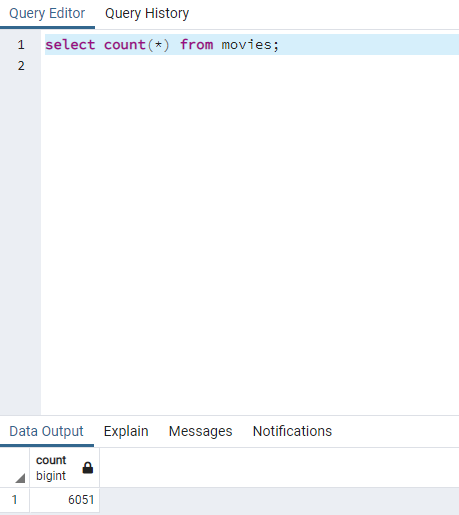 Query Editor Query History
1 select count(*) from movies;
2
Data Output Explain Messages Notifications
count
bigint
1 6051